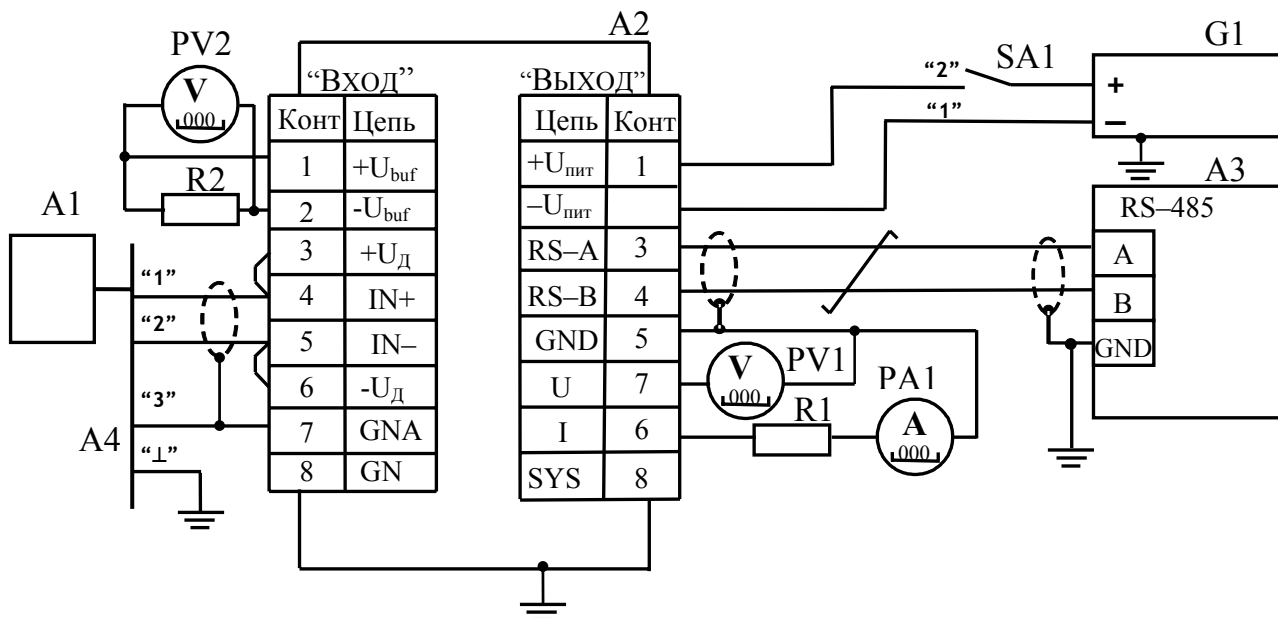 A2
G1
PV2
SA1
“2”
V
000
“Вход”
“Выход”
+
Конт Цепь
Цепь Конт
“1”
–
1 +Ubuf
+Uпит 1
A3
R2
A1
2 -Ubuf
–Uпит
RS–485
3 +UД
RS–A 3
A
“1”
4 IN+
RS–B 4
B
“2”
5 IN–
GND 5
GND
6 -UД
U 7
V
000
PV1
PA1
“3”
7 GNA
I 6
R1
A
000
A4
“⊥”
8 GN
SYS 8